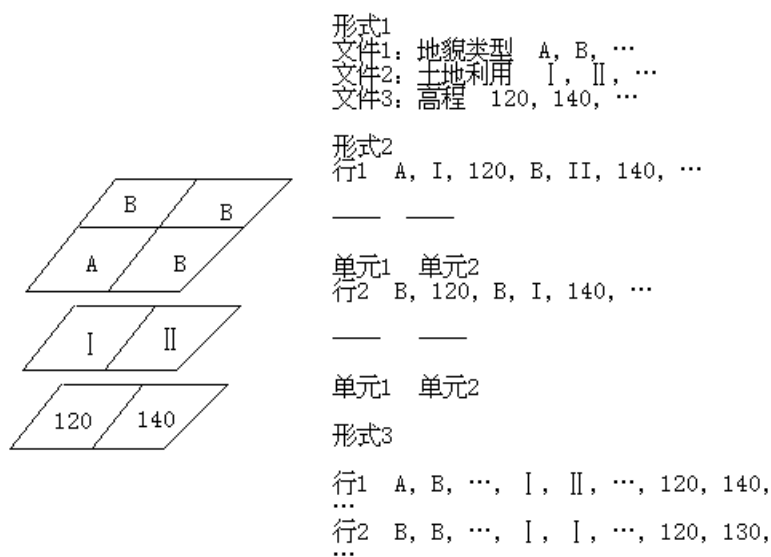 形式1
文件1: 地貌类型 A, B, …
文件2: 土地利用 Ⅰ, Ⅱ, …
文件3: 高程 120, 140, …
形式2
行1 A, I, 120, B, II, 140, …
单元1 单元2
行2 B, 120, B, I, 140, …
单元1 单元2
形式3
行1 A, B, …, Ⅰ, Ⅱ, …, 120, 140,
…
行2 B, B, …, Ⅰ, Ⅰ, …, 120, 130,
…
B B
A B
Ⅰ Ⅱ
120 140